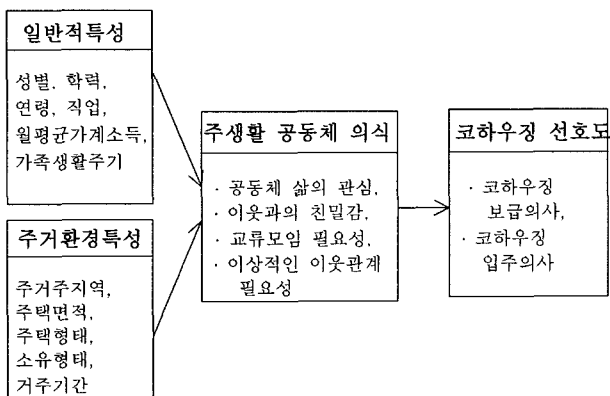 일반적특성
성별, 학력,
연령, 직업,
월평균가계소득,
가족생활주기
주거환경특성
주거주지역,
주택면적,
주택형태,
소유형태,
거주기간
주생활 공동체 의식
· 공동체 삶의 관심,
· 이웃과의 친밀감,
· 교류모임 필요성,
· 이상적인 이웃관계
필요성
코하우징 선호도
· 코하우징
보급의사,
· 코하우징
입주의사